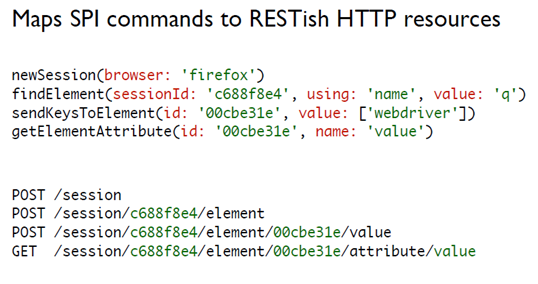 Maps SPI commands to RESTish HTTP resources
newSession(browser: 'firefox')
findElement(sessionId: 'c688f8e4', using: 'name', value: 'q')
sendKeysToElement(id: '00cbe31e', value: ['webdriver'])
getElementAttribute(id: '00cbe31e', name: 'value')
POST /session
POST /session/c688f8e4/element
POST /session/c688f8e4/element/00cbe31e/value
GET  /session/c688f8e4/element/00cbe31e/attribute/value